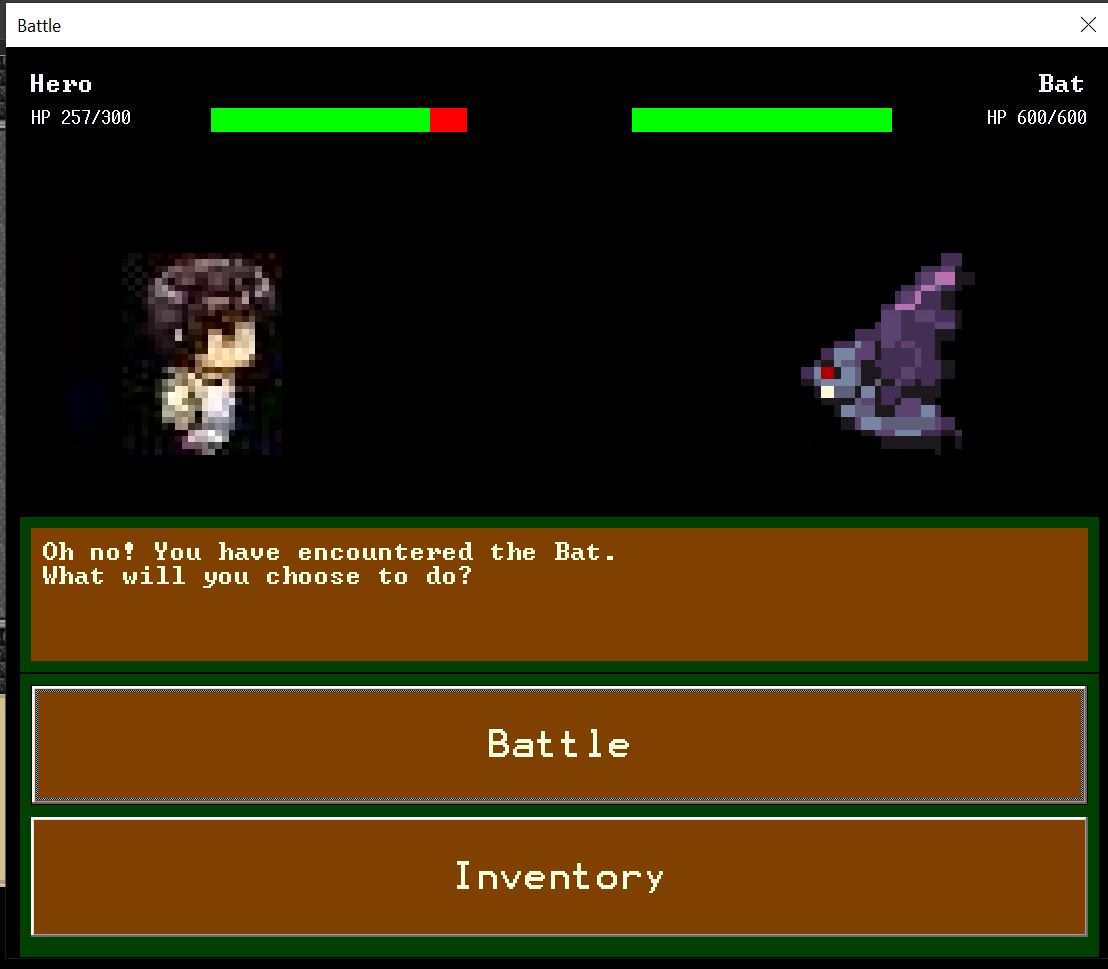 Battle
Hero
Bat
HP 257/300
HP 600/600
Oh no! You have encountered the Bat.
What will you choose to do?
Battle
Inventory